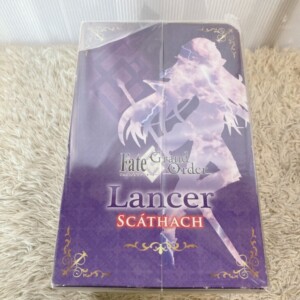 Fate
Grand
Order
Lancer
SCÁTHACH